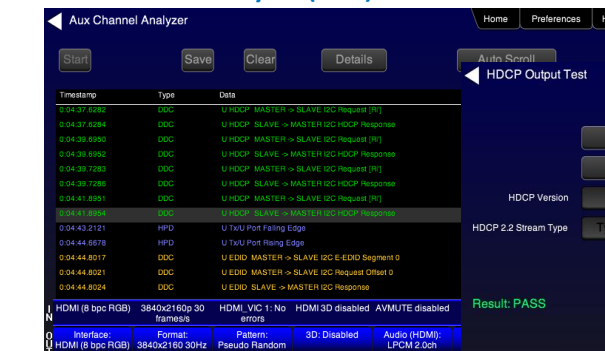 Aux Channel Analyzer
Home Preferences H
Start Save Clear Details Auto Scroll
HDCP Output Test
Timestamp Type Data
0:04:37.6282 DDC U HDCP MASTER -> SLAVE I2C Request [R/]
0:04:37.6284 DDC U HDCP SLAVE -> MASTER I2C HDCP Response
0:04:39.6950 DDC U HDCP MASTER -> SLAVE I2C Request [R/]
0:04:39.6952 DDC U HDCP SLAVE -> MASTER I2C HDCP Response
0:04:39.7283 DDC U HDCP MASTER -> SLAVE I2C Request [R/]
0:04:39.7286 DDC U HDCP SLAVE -> MASTER I2C HDCP Response
0:04:41.8951 DDC U HDCP MASTER -> SLAVE I2C Request [R/]
0:04:41.8954 DDC U HDCP SLAVE -> MASTER I2C HDCP Response
0:04:43.2121 HPD U Tx/U Port Falling Edge
0:04:44.6678 HPD U Tx/U Port Rising Edge
0:04:44.8017 DDC U EDID MASTER -> SLAVE I2C E-EDID Segment 0
0:04:44.8021 DDC U EDID MASTER -> SLAVE I2C Request Offset 0
0:04:44.8024 DDC U EDID SLAVE -> MASTER I2C Response
HDCP Version
HDCP 2.2 Stream Type
Result: PASS
IN
HDMI (8 bpc RGB) 3840x2160p 30 frames/s HDMI_VIC 1: No errors HDMI 3D disabled AVMUTE disabled
OUT
Interface: HDMI (8 bpc RGB) Format: 3840x2160 30Hz Pattern: Pseudo Random 3D: Disabled Audio (HDMI): LPCM 2.0ch